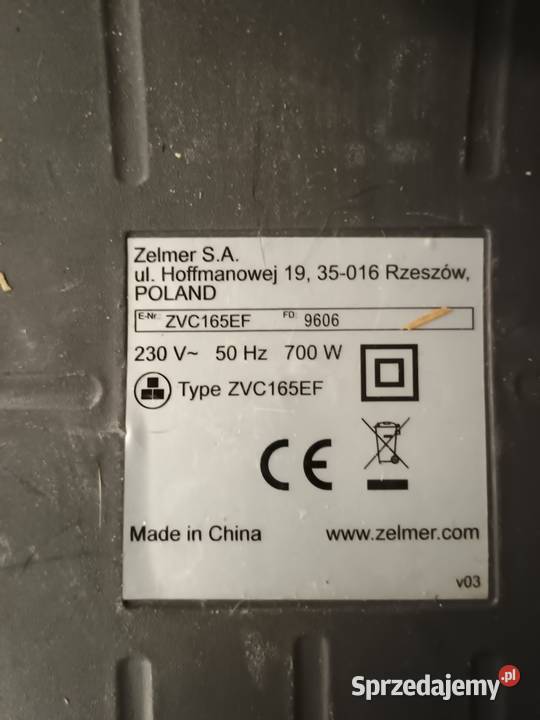 Zelmer S.A.
ul. Hoffmanowej 19, 35-016 Rzeszów,
POLAND
E-Nr. ZVC165EF FD 9606
230 V~ 50 Hz 700 W
Type ZVC165EF
CE
Made in China www.zelmer.com
v03
Sprzedajemy.pl